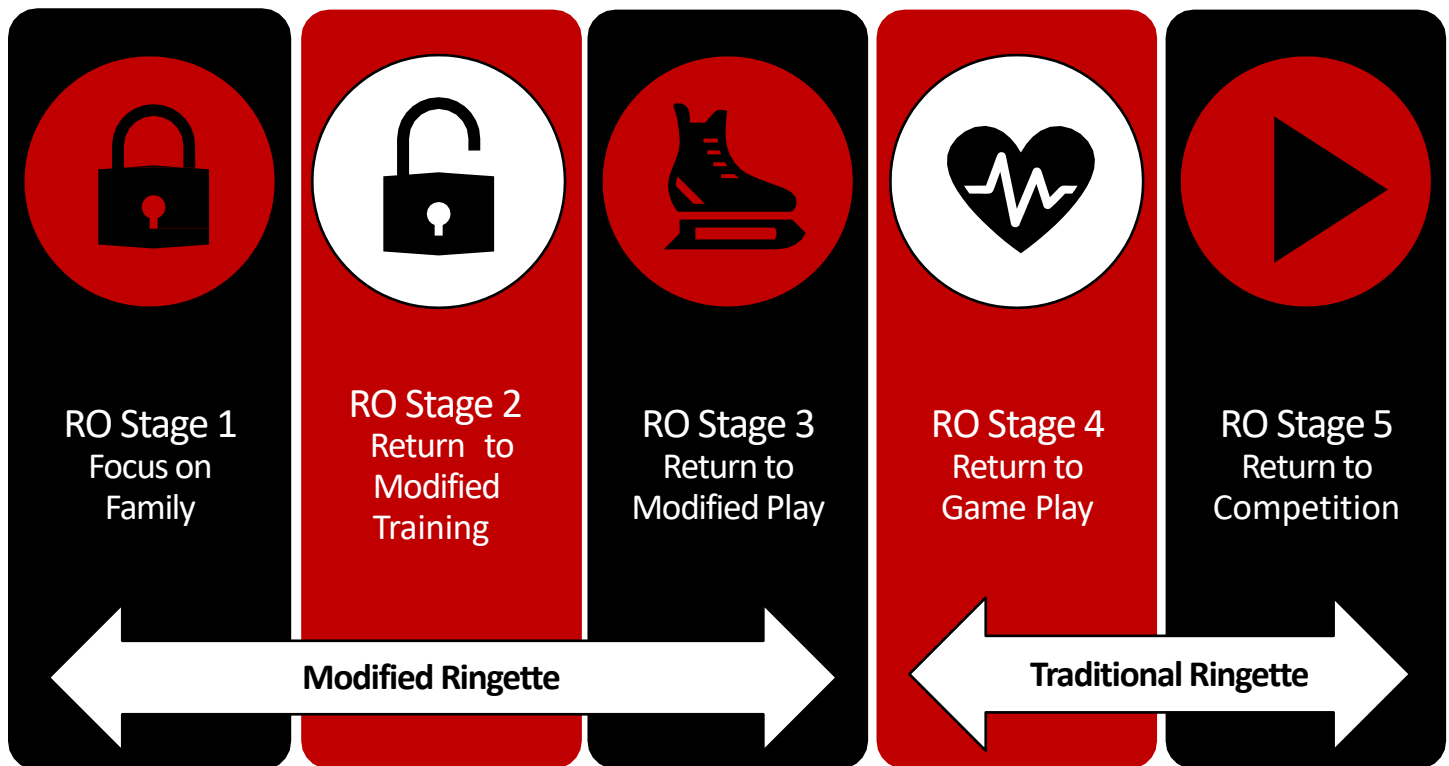 RO Stage 1
Focus on
Family
RO Stage 2
Return to
Modified
Training
RO Stage 3
Return to
Modified Play
RO Stage 4
Return to
Game Play
RO Stage 5
Return to
Competition
Modified Ringette
Traditional Ringette